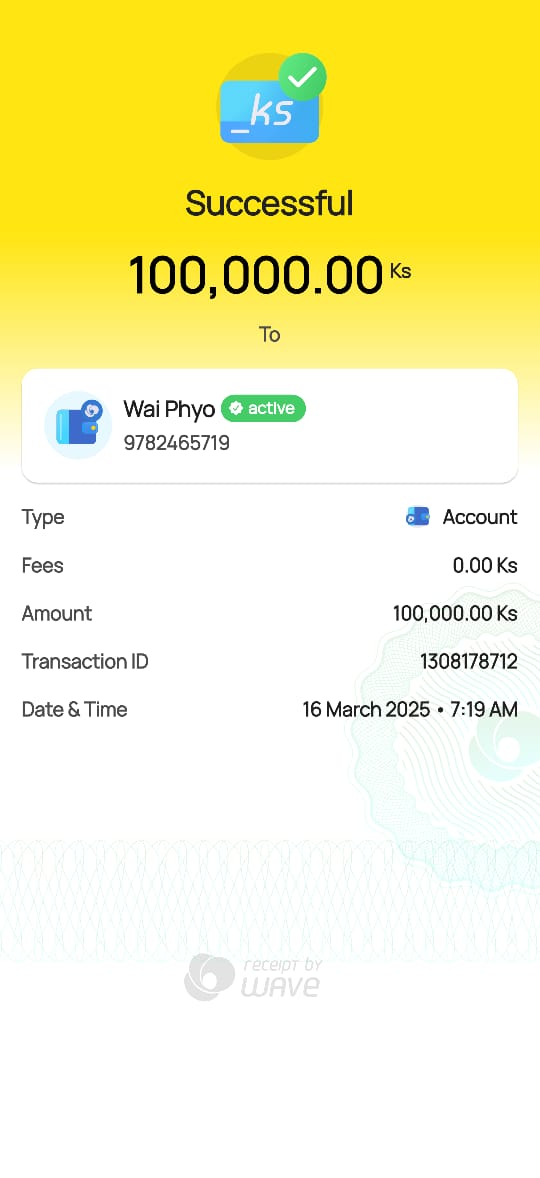 _ks
Successful
100,000.00 Ks
To
Wai Phyo active
9782465719
Type Account
Fees 0.00 Ks
Amount 100,000.00 Ks
Transaction ID 1308178712
Date & Time 16 March 2025 • 7:19 AM
receipt by
wave